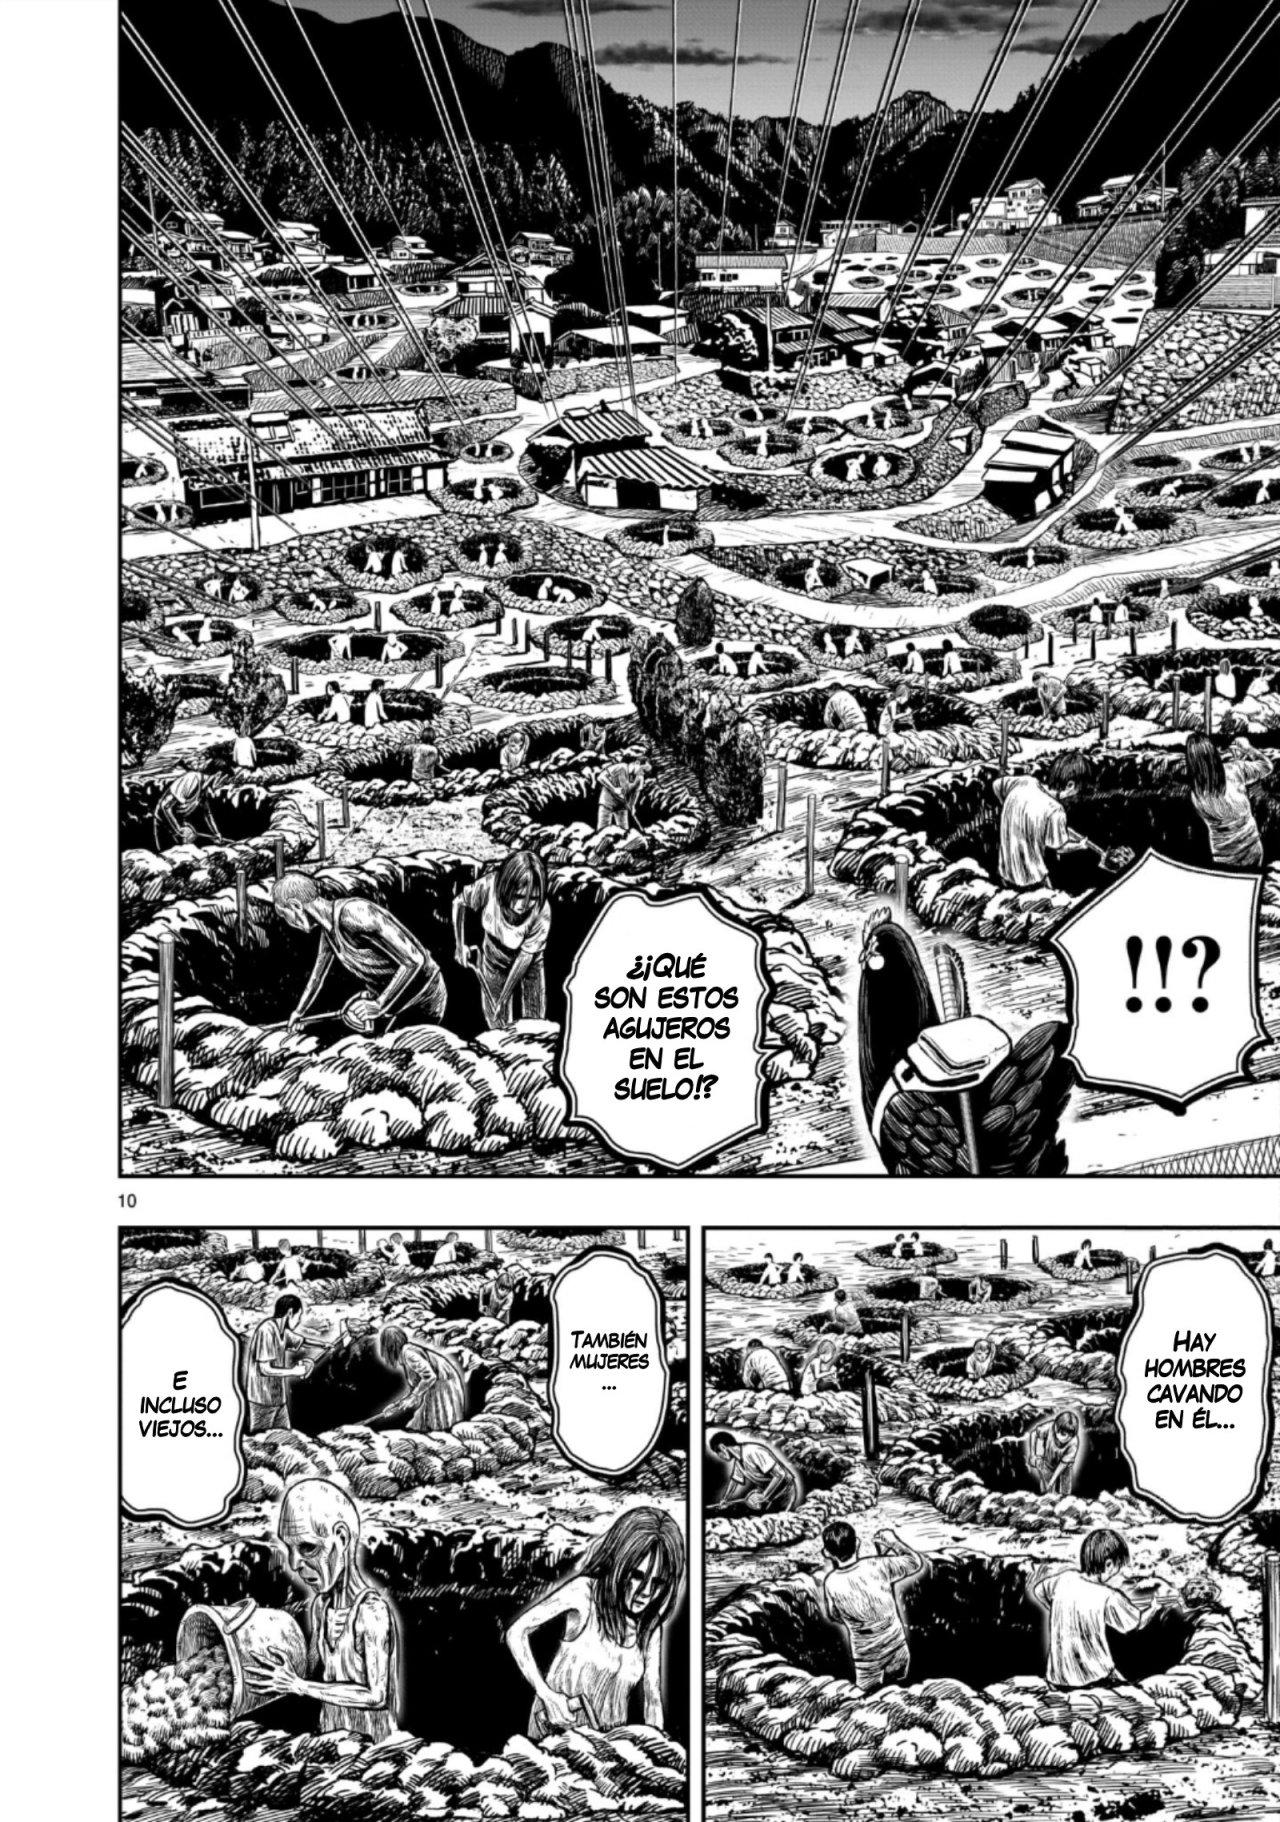 !!?
¿¡QUÉ
SON ESTOS
AGUJEROS
EN EL
SUELO!?
10
HAY
HOMBRES
CAVANDO
EN ÉL...
TAMBIÉN
MUJERES
...
E
INCLUSO
VIEJOS...